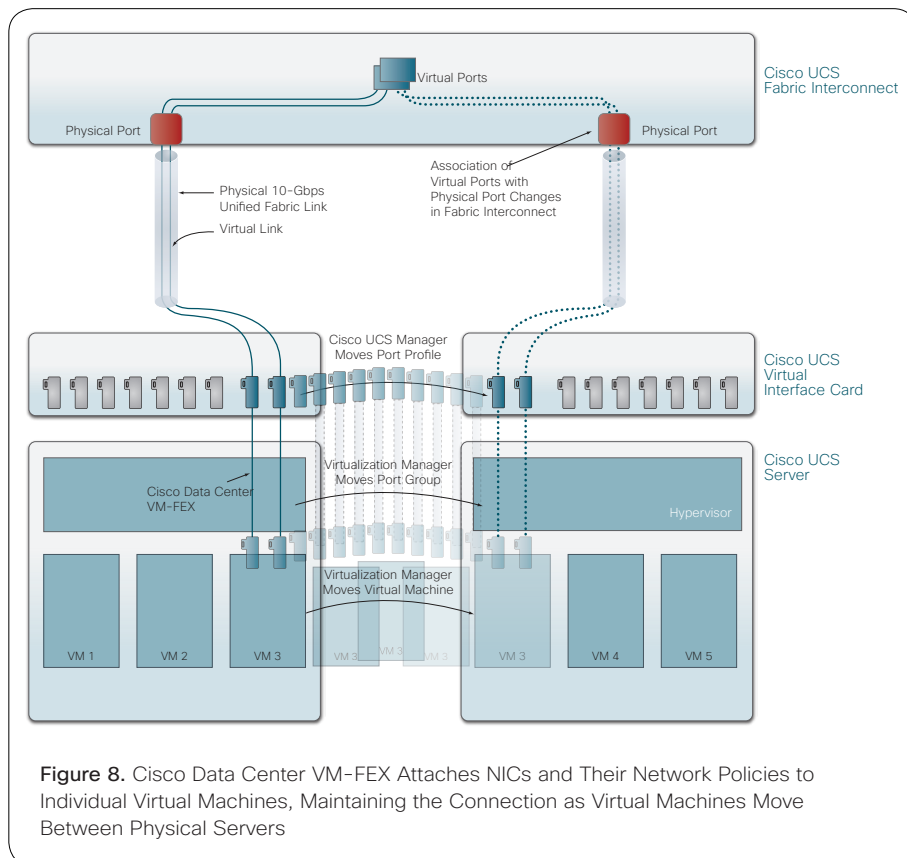 Virtual Ports
Cisco UCS
Fabric Interconnect
Physical Port
Physical Port
Association of
Virtual Ports with
Physical Port Changes
in Fabric Interconnect
Physical 10-Gbps
Unified Fabric Link
Virtual Link
Cisco UCS Manager
Moves Port Profile
Cisco UCS
Virtual
Interface Card
Cisco UCS
Server
Virtualization Manager
Moves Port Group
Cisco Data Center
VM-FEX
Hypervisor
Virtualization Manager
Moves Virtual Machine
VM 1
VM 2
VM 3
VM 3
VM 3
VM 3
VM 3
VM 4
VM 5
Figure 8. Cisco Data Center VM-FEX Attaches NICs and Their Network Policies to
Individual Virtual Machines, Maintaining the Connection as Virtual Machines Move
Between Physical Servers